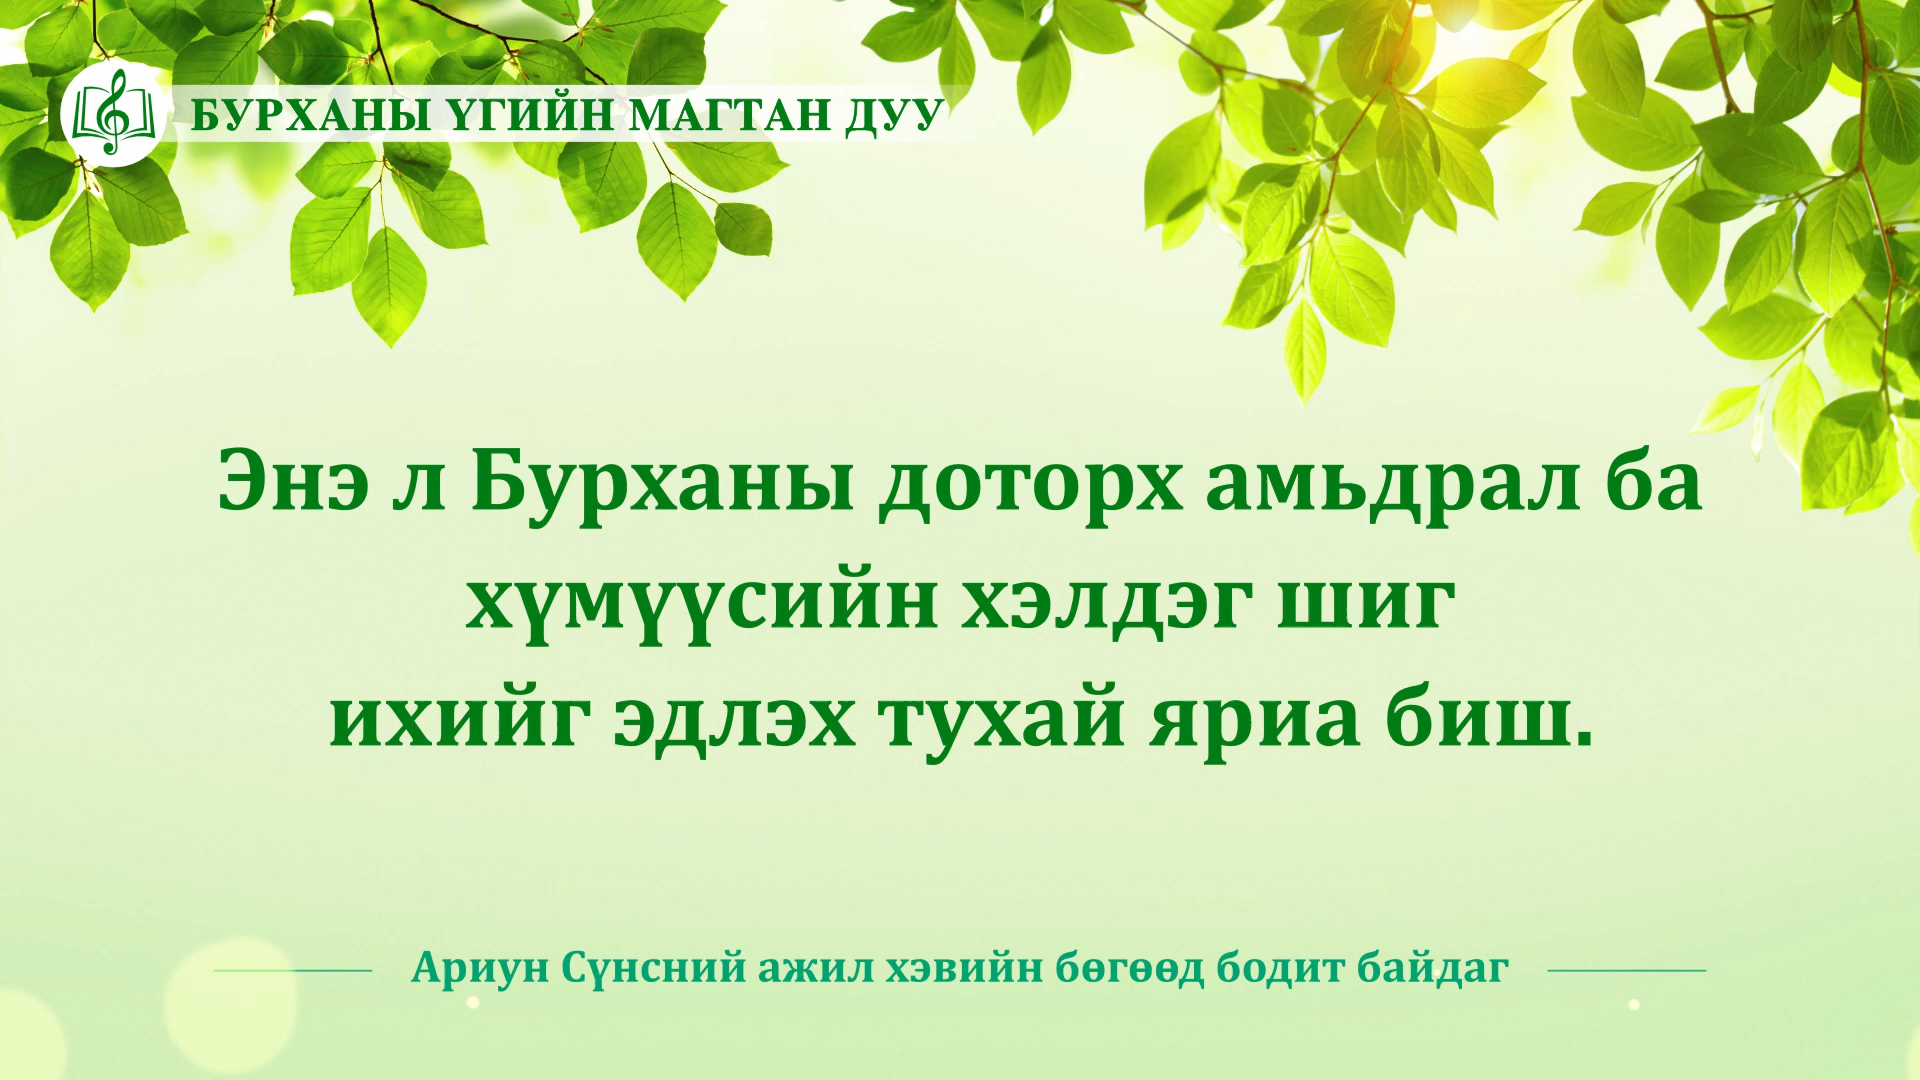 БУРХАНЫ ҮГИЙН МАГТАН ДУУ
Энэ л Бурханы доторх амьдрал ба
хүмүүсийн хэлдэг шиг
ихийг эдлэх тухай яриа биш.
Ариун Сүнсний ажил хэвийн бөгөөд бодит байдаг